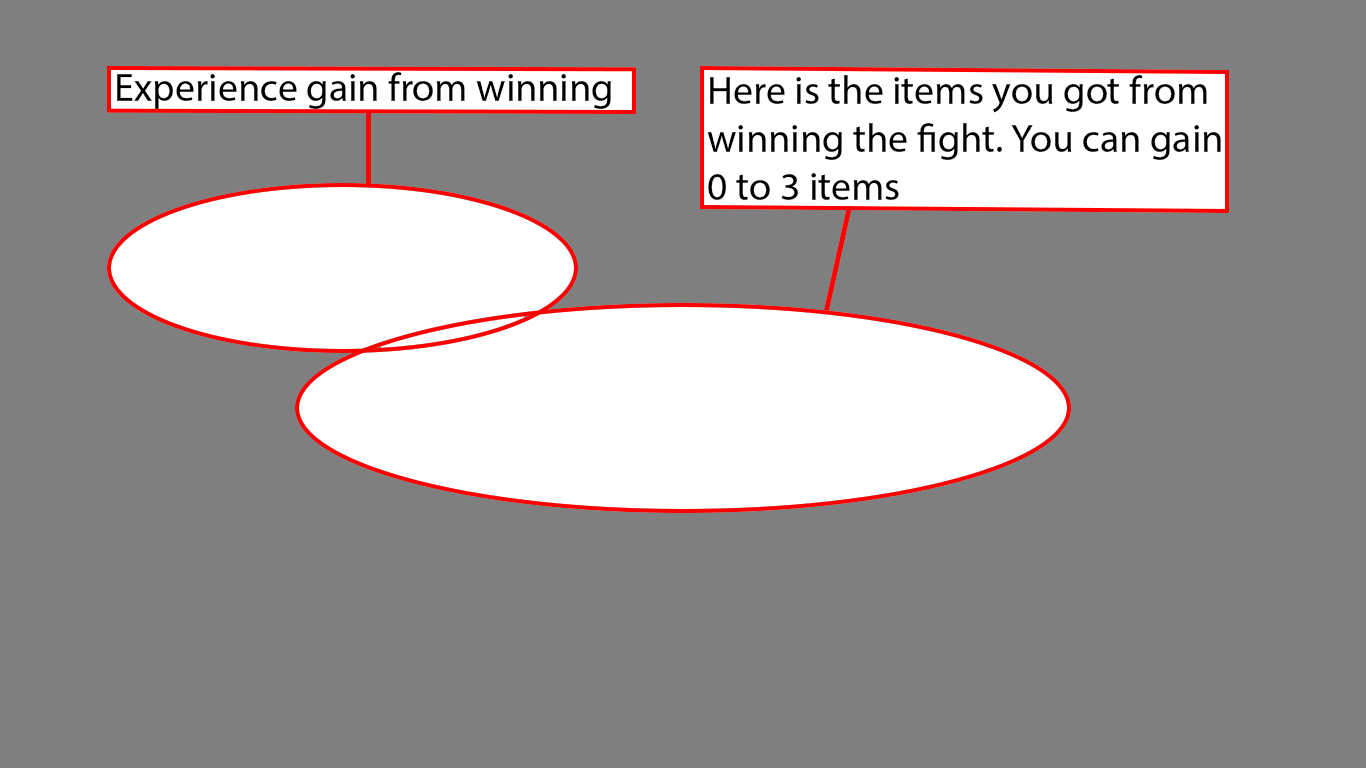 Experience gain from winning
Here is the items you got from
winning the fight. You can gain
0 to 3 items